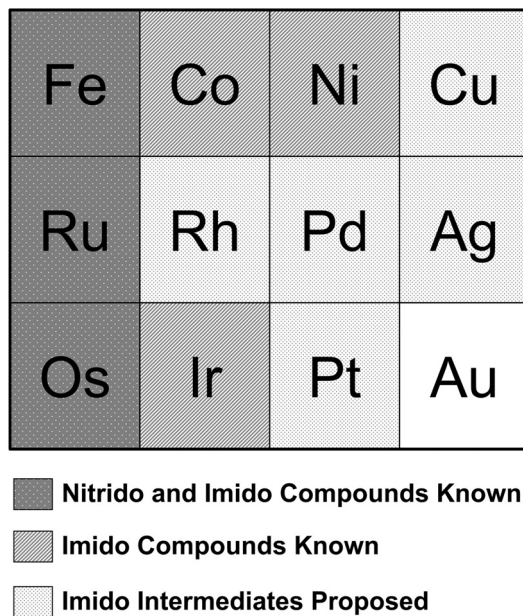 Fe Co Ni Cu
Ru Rh Pd Ag
Os Ir Pt Au
Nitrido and Imido Compounds Known
Imido Compounds Known
Imido Intermediates Proposed